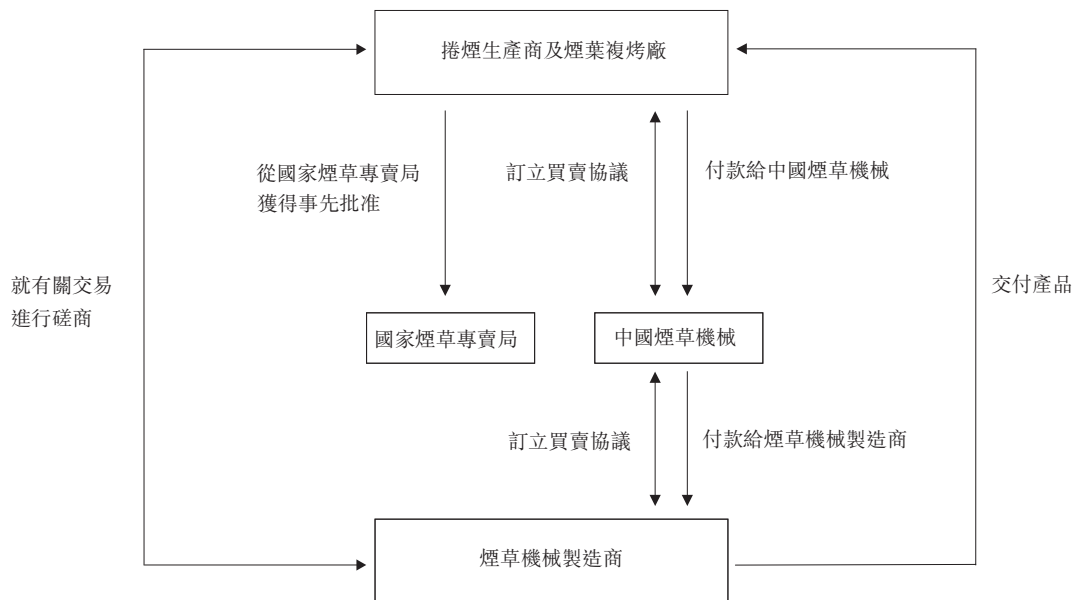 捲煙生產商及煙葉複烤廠
從國家煙草專賣局
獲得事先批准
訂立買賣協議
付款給中國煙草機械
就有關交易
進行磋商
交付產品
國家煙草專賣局
中國煙草機械
訂立買賣協議
付款給煙草機械製造商
煙草機械製造商